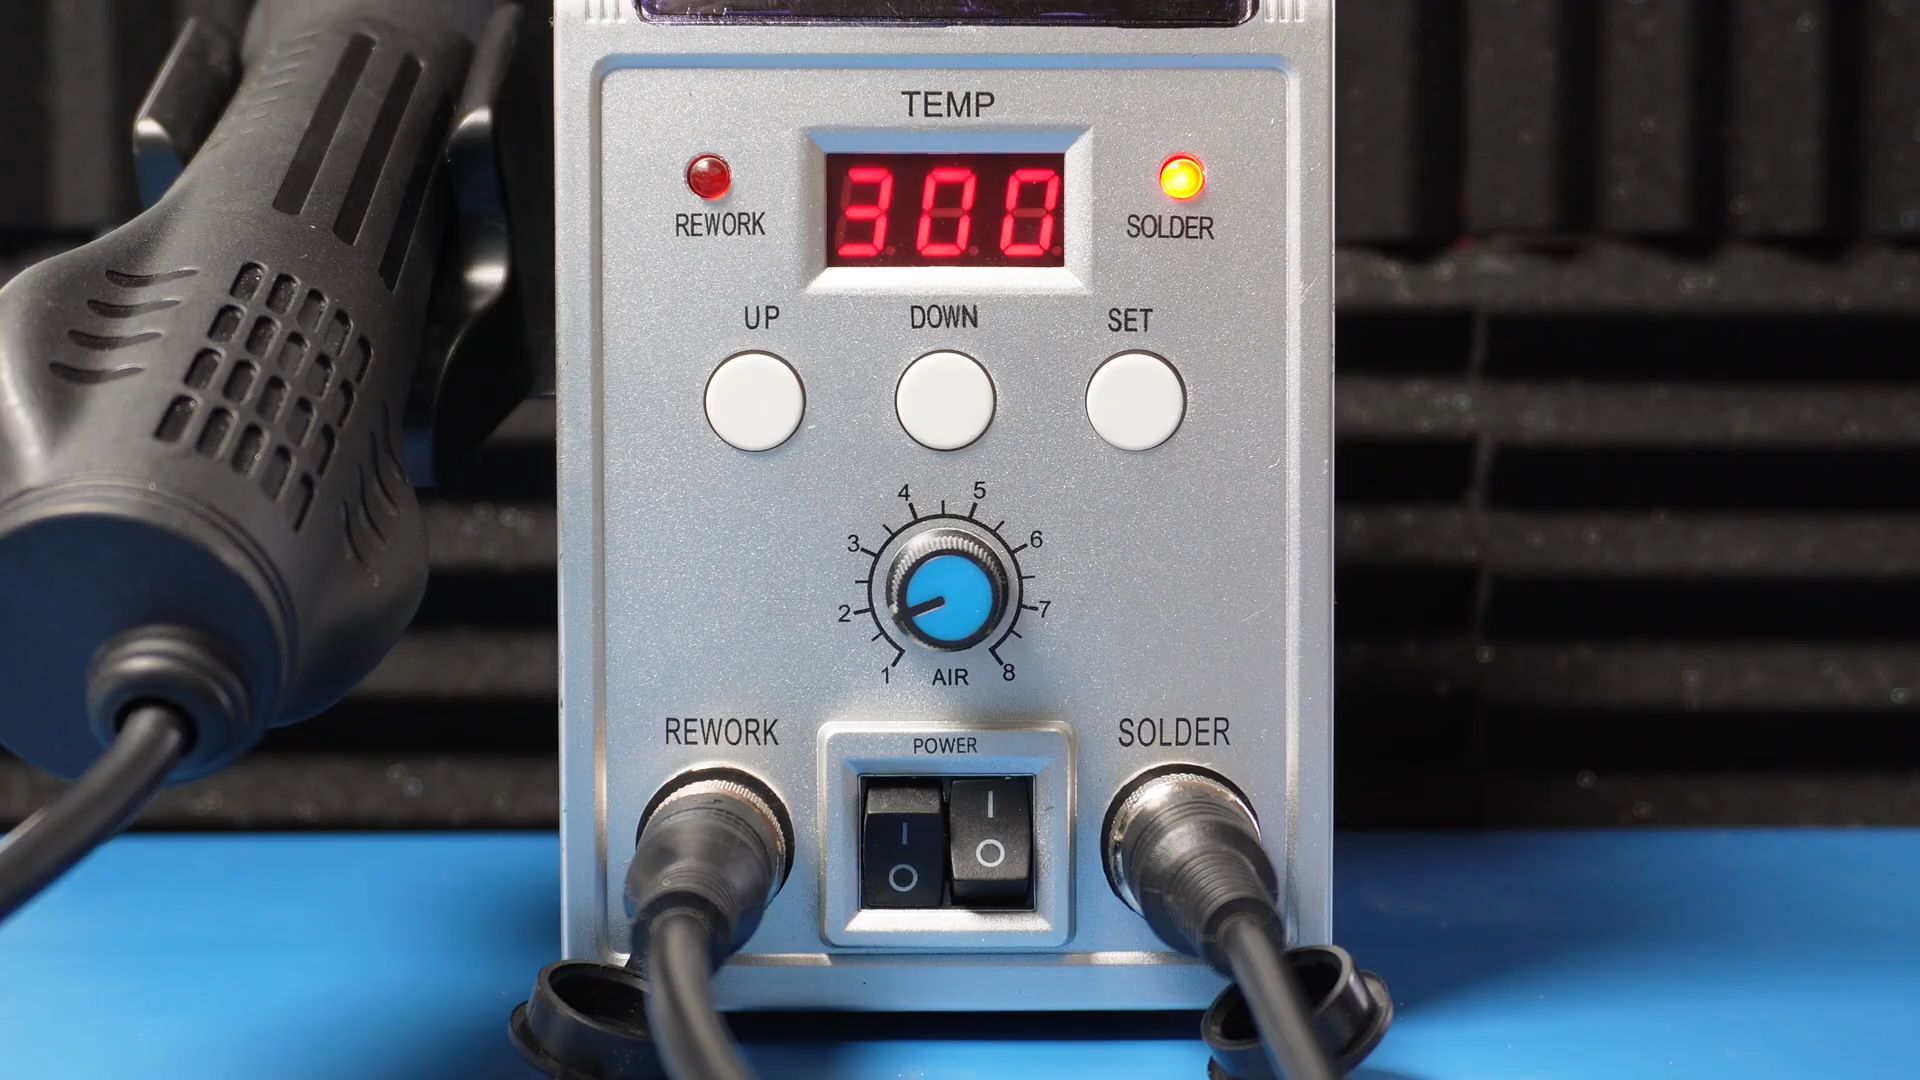 TEMP
300
REWORK
SOLDER
UP DOWN SET
4 5
3 6
2 7
1 AIR 8
REWORK POWER SOLDER
I I
O O